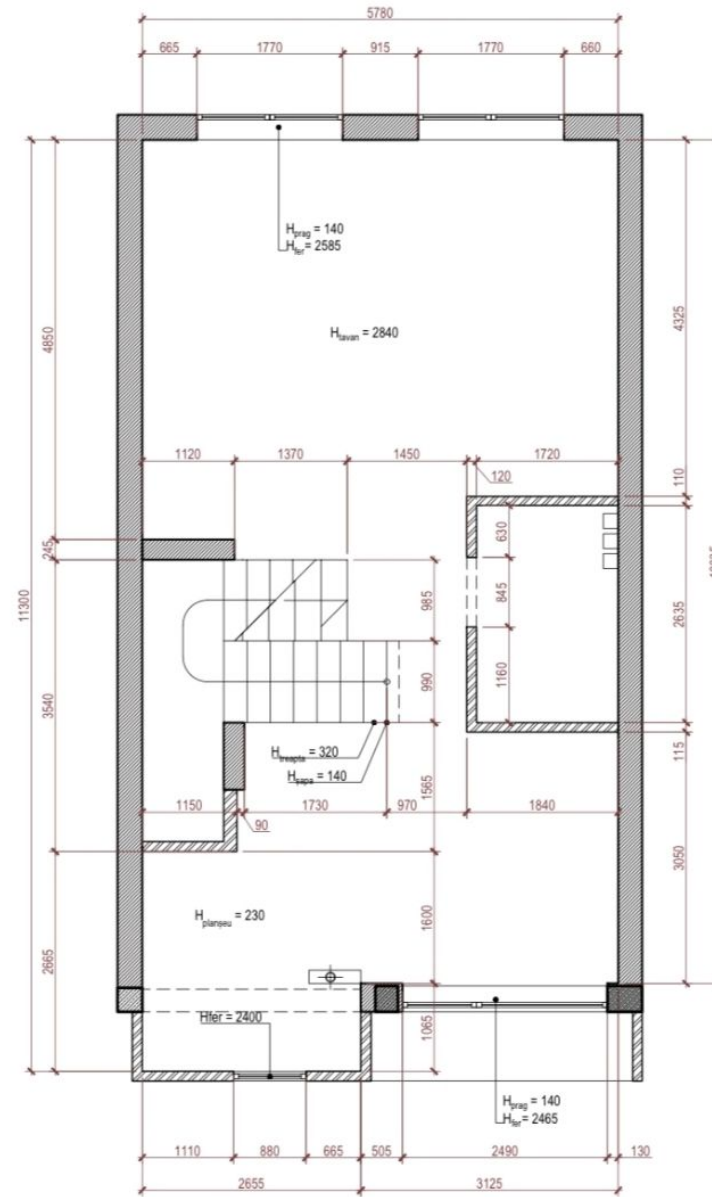 5780
665 1770 915 1770 660
Hprag = 140
Hfer = 2585
Htavan = 2840
4850
4325
1120 1370 1450 1720
120
110
245
630
985
845
2635
11300
3540
990
1160
Htreapta = 320
Hșapa = 140
1565
115
1150 1730 970 1840
90
3050
Hplanșeu = 230
1600
2665
Hfer = 2400
1065
Hprag = 140
Hfer = 2465
1110 880 665 505 2490 130
2655 3125